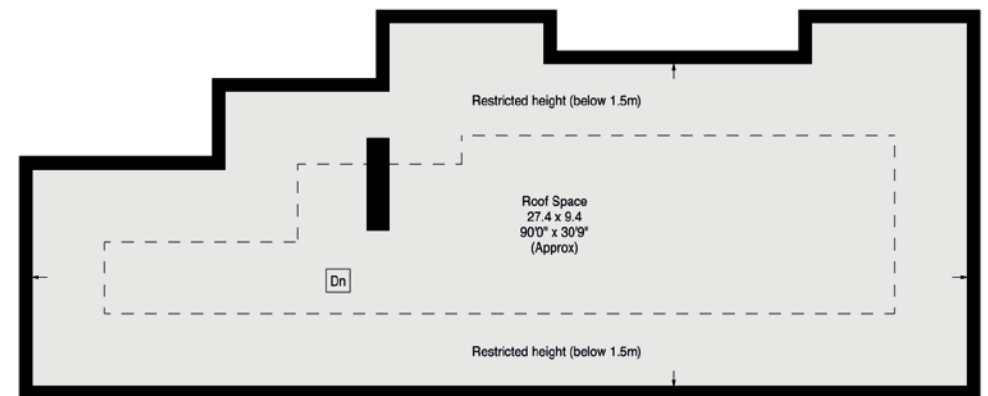 Restricted height (below 1.5m)
Roof Space
27.4 x 9.4
90'0" x 30'9"
(Approx)
Dn
Restricted height (below 1.5m)